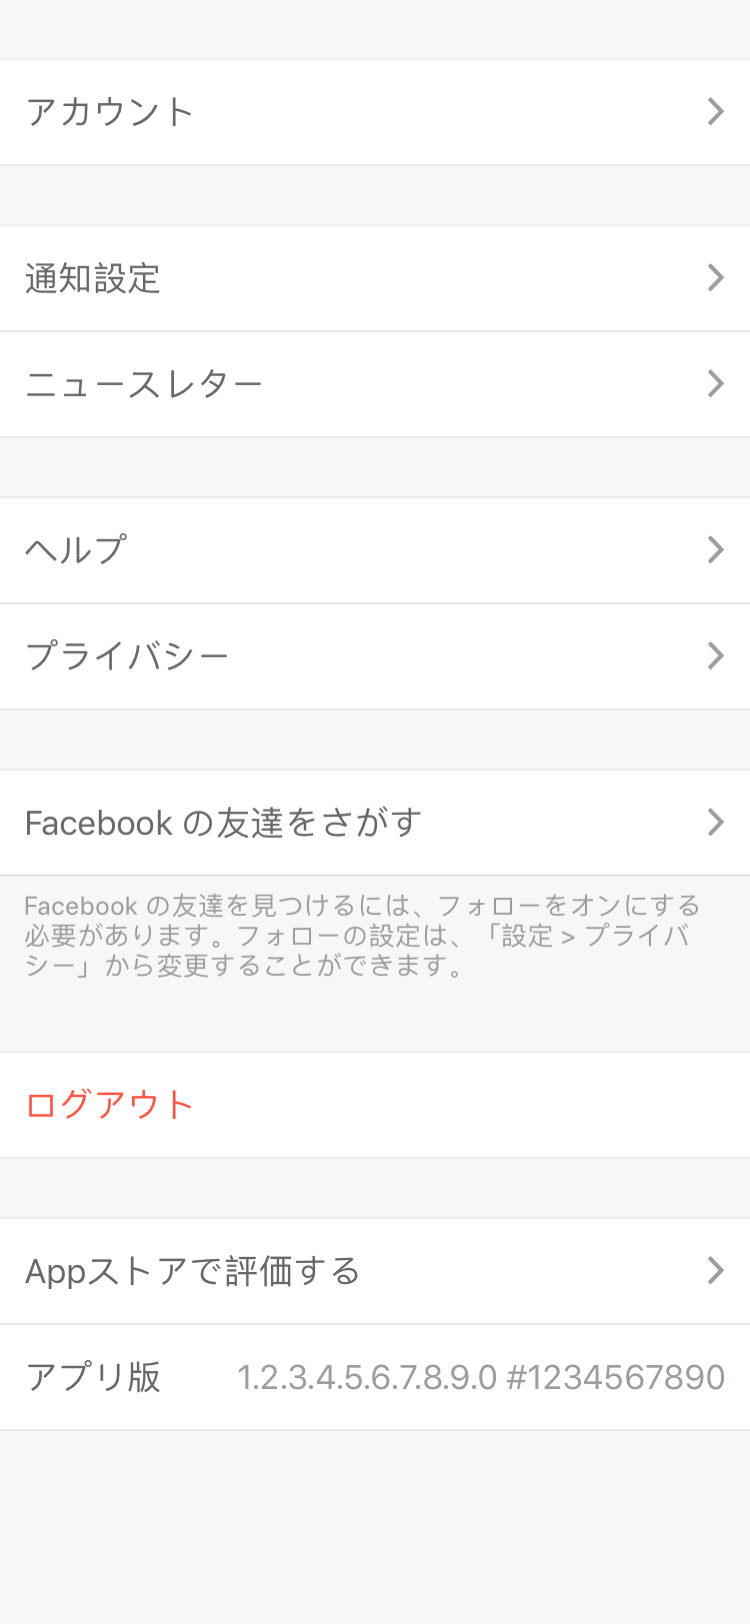 アカウント
通知設定
ニュースレター
ヘルプ
プライバシー
Facebook の友達をさがす
Facebook の友達を見つけるには、フォローをオンにする
必要があります。フォローの設定は、「設定 > プライバ
シー」から変更することができます。
ログアウト
Appストアで評価する
アプリ版 1.2.3.4.5.6.7.8.9.0 #1234567890